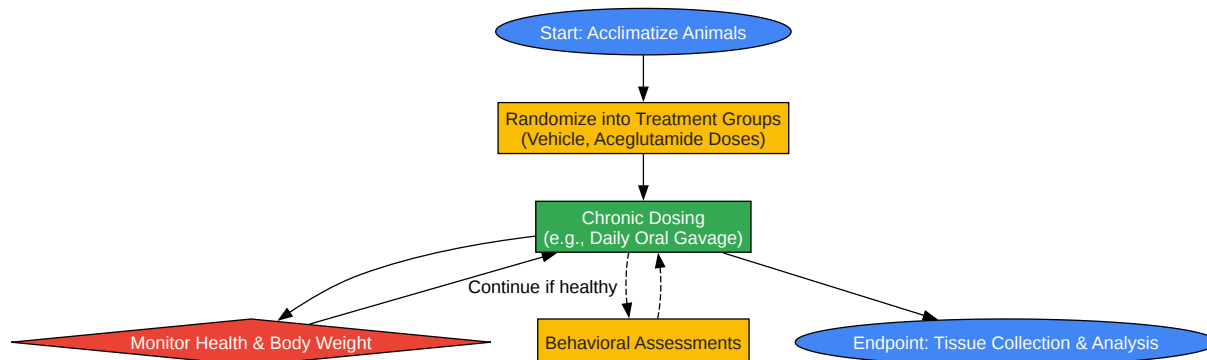 Start: Acclimatize Animals
Randomize into Treatment Groups
(Vehicle, Aceglutamide Doses)
Chronic Dosing
(e.g., Daily Oral Gavage)
Continue if healthy
Monitor Health & Body Weight
Behavioral Assessments
Endpoint: Tissue Collection & Analysis